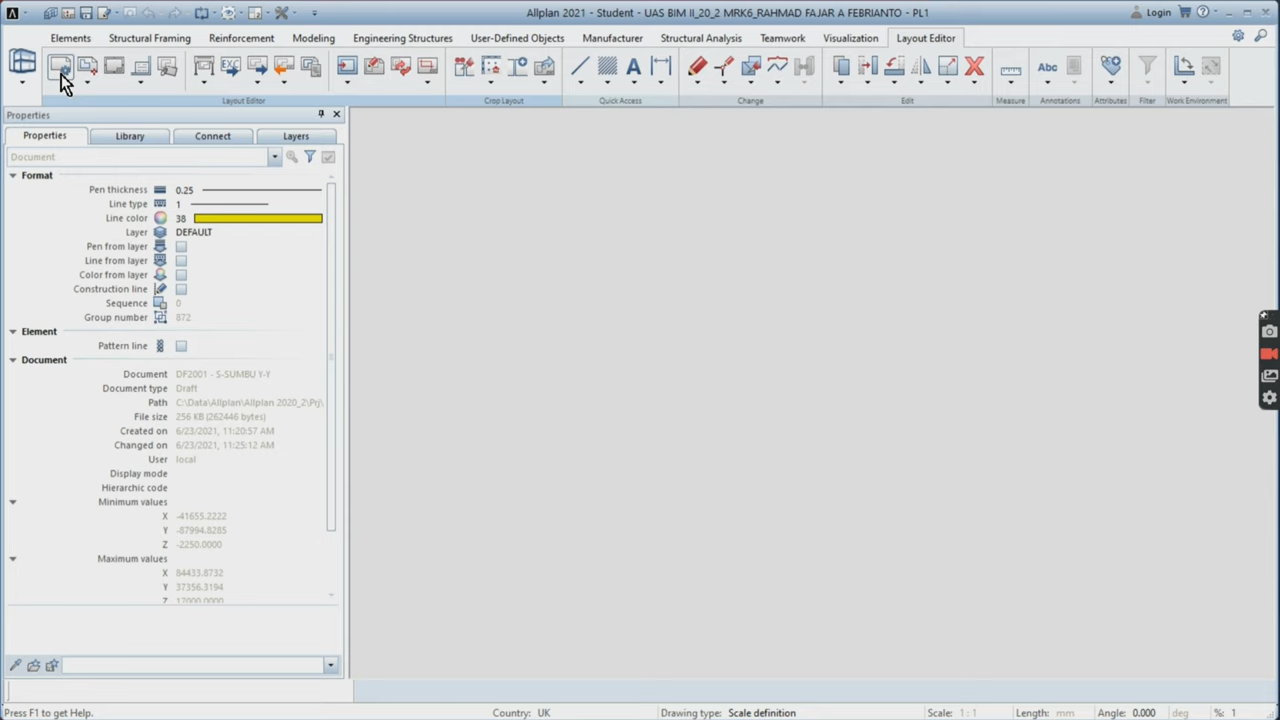 Allplan 2021 - Student - UAS BIM II_20_2 MRK6_RAHMAD FAJAR A FEBRIANTO - PL1
Login
Elements
Structural Framing
Reinforcement
Modeling
Engineering Structures
User-Defined Objects
Manufacturer
Structural Analysis
Teamwork
Visualization
Layout Editor
EXC
A
Abc
Layout Editor
Crop Layout
Quick Access
Change
Edit
Measure
Annotations
Attributes
Filter
Work Environment
Properties
Properties
Library
Connect
Layers
Document
Format
Pen thickness 0.25
Line type 1
Line color 38
Layer DEFAULT
Pen from layer
Line from layer
Color from layer
Construction line
Sequence 0
Group number 872
Element
Pattern line
Document
Document DF2001 - S-SUMBU Y-Y
Document type Draft
Path C:\Data\Allplan\Allplan 2020_2\Prj\
File size 256 KB (262446 bytes)
Created on 6/23/2021, 11:20:57 AM
Changed on 6/23/2021, 11:25:12 AM
User local
Display mode
Hierarchic code
Minimum values
X -41655.2222
Y -87994.8285
Z -2250.0000
Maximum values
X 84433.8732
Y 37356.3194
Z 17000.0000
Press F1 to get Help.
Country: UK
Drawing type: Scale definition
Scale: 1 : 1
Length: mm
Angle: 0.000
deg
%: 1